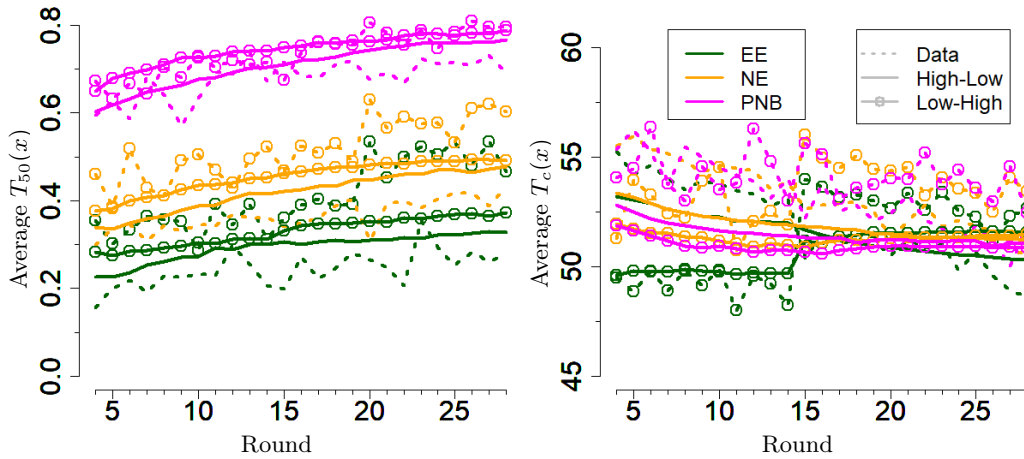 Average T₅₀(x)
0.0 0.2 0.4 0.6 0.8
5 10 15 20 25
Round
Average T_c(x)
45 50 55 60
EE
NE
PNB
Data
High-Low
Low-High
5 10 15 20 25
Round